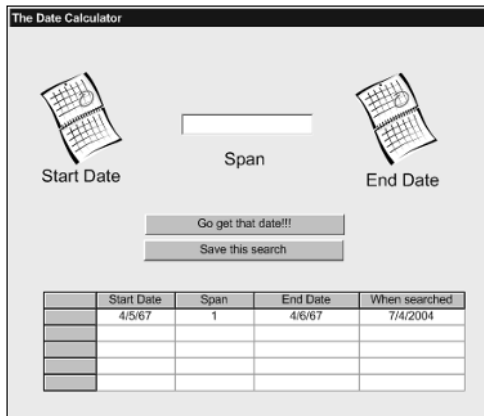 The Date Calculator
Start Date
Span
End Date
Go get that date!!!
Save this search
Start Date Span End Date When searched
4/5/67 1 4/6/67 7/4/2004